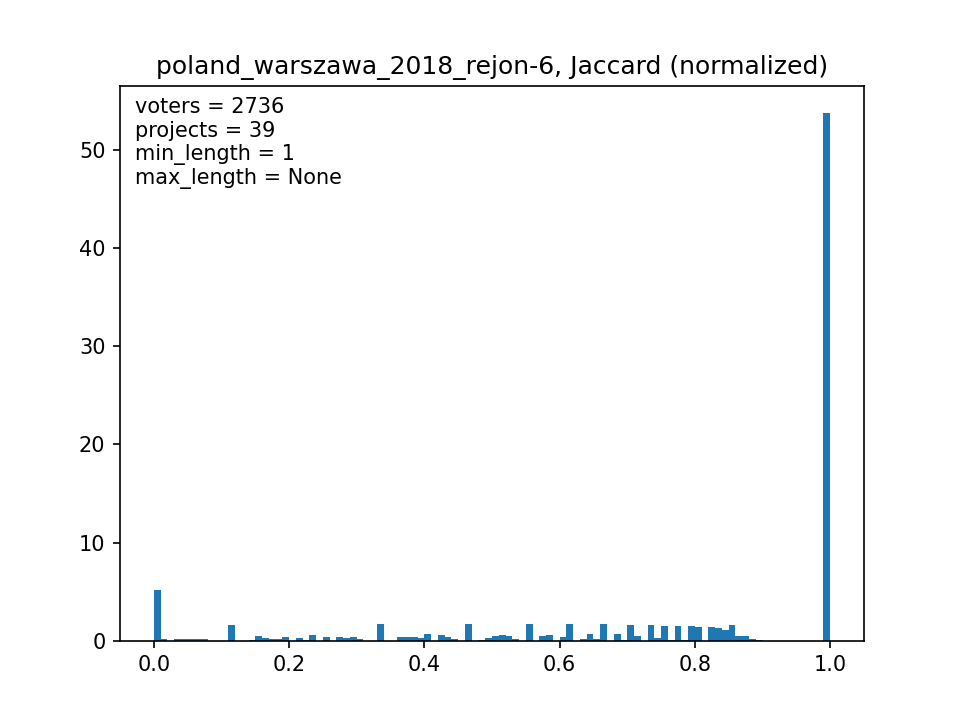 poland_warszawa_2018_rejon-6, Jaccard (normalized)
voters = 2736
projects = 39
min_length = 1
max_length = None
50
40
30
20
10
0
0.0 0.2 0.4 0.6 0.8 1.0